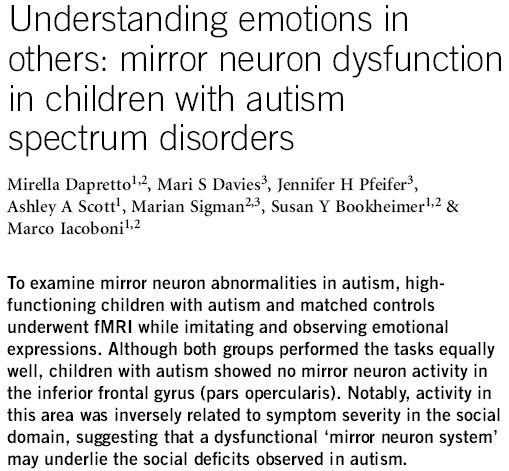 Understanding emotions in
others: mirror neuron dysfunction
in children with autism
spectrum disorders
Mirella Dapretto1,2, Mari S Davies3, Jennifer H Pfeifer3,
Ashley A Scott1, Marian Sigman2,3, Susan Y Bookheimer1,2 &
Marco Iacoboni1,2
To examine mirror neuron abnormalities in autism, high-
functioning children with autism and matched controls
underwent fMRI while imitating and observing emotional
expressions. Although both groups performed the tasks equally
well, children with autism showed no mirror neuron activity in
the inferior frontal gyrus (pars opercularis). Notably, activity in
this area was inversely related to symptom severity in the social
domain, suggesting that a dysfunctional ‘mirror neuron system’
may underlie the social deficits observed in autism.